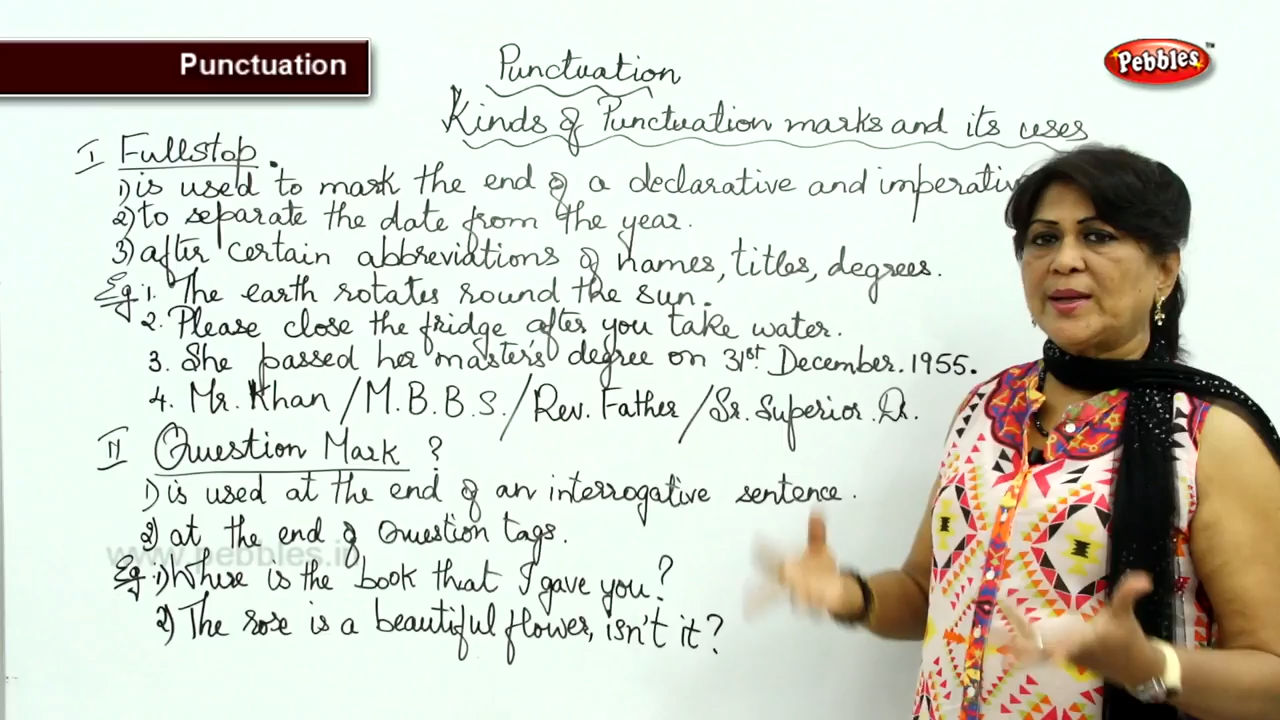 Punctuation
Pebbles™
Punctuation
Kinds of Punctuation marks and its uses
I Fullstop .
1) is used to mark the end of a declarative and imperative
2) to separate the date from the year.
3) after certain abbreviations of names, titles, degrees.
Eg: 1. The earth rotates round the sun.
2. Please close the fridge, after you take water.
3. She passed her master's degree on 31st December. 1955.
4. Mr. Khan / M.B.B.S. / Rev. Father / Sr. Superior. Dr.
II Question Mark ?
1) is used at the end of an interrogative sentence.
2) at the end of Question tags.
www.pebbles.in
Eg: 1) Where is the book that I gave you?
2) The rose is a beautiful flower, isn't it?